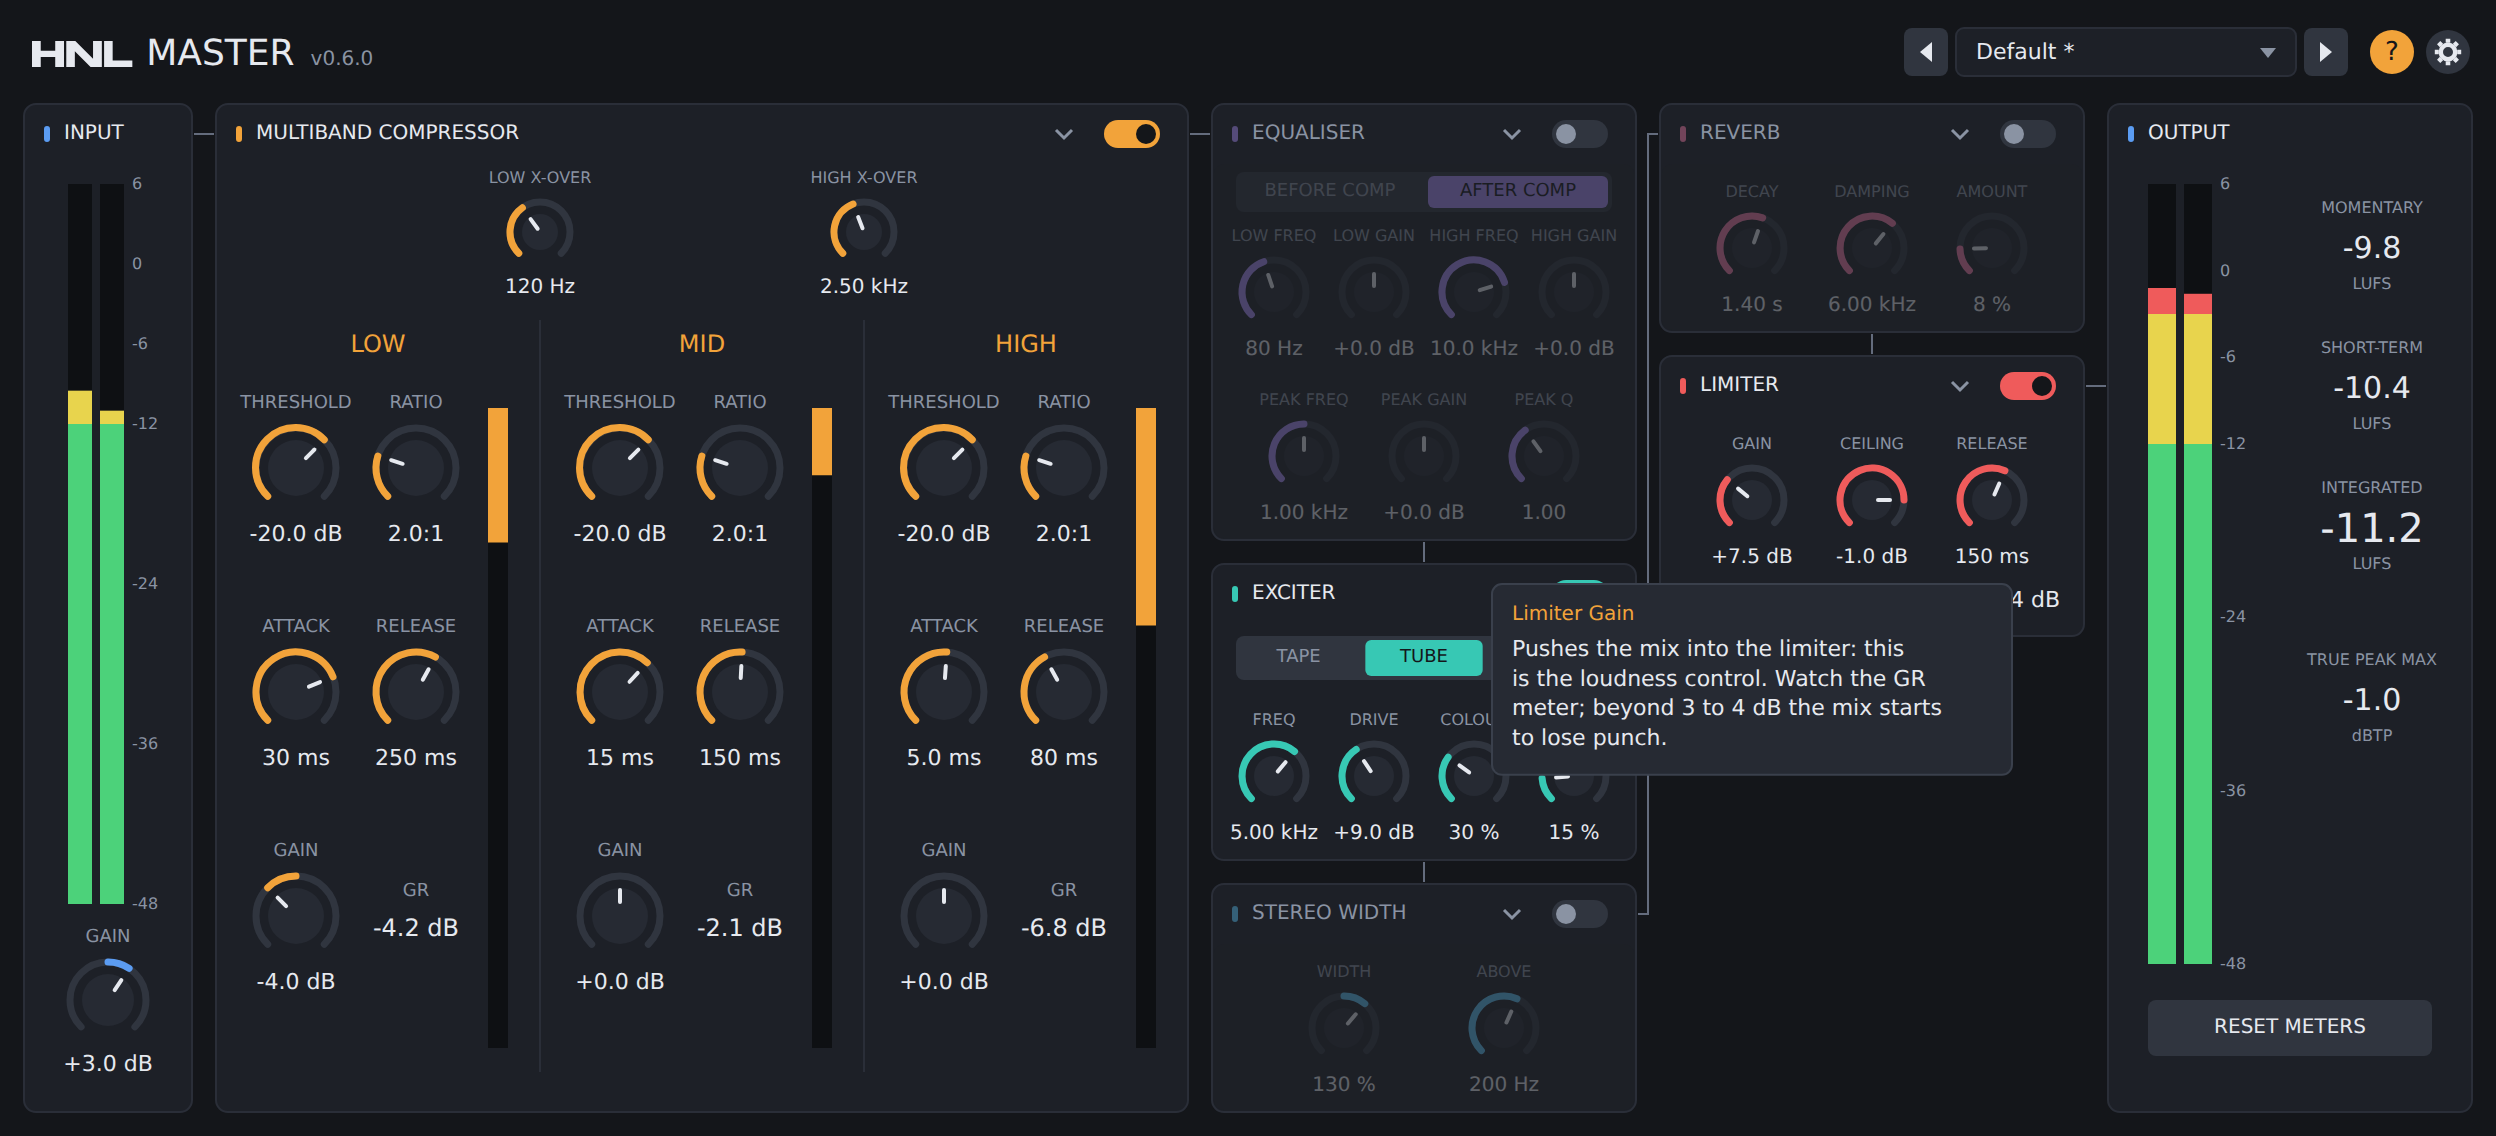 HNL MASTER v0.6.0
Default *
?
INPUT
6
0
-6
-12
-24
-36
-48
GAIN
+3.0 dB
MULTIBAND COMPRESSOR
LOW X-OVER HIGH X-OVER
120 Hz 2.50 kHz
LOW MID HIGH
THRESHOLD RATIO THRESHOLD RATIO THRESHOLD RATIO
-20.0 dB 2.0:1 -20.0 dB 2.0:1 -20.0 dB 2.0:1
ATTACK RELEASE ATTACK RELEASE ATTACK RELEASE
30 ms 250 ms 15 ms 150 ms 5.0 ms 80 ms
GAIN GAIN GAIN
GR GR GR
-4.2 dB -2.1 dB -6.8 dB
-4.0 dB +0.0 dB +0.0 dB
EQUALISER
BEFORE COMP AFTER COMP
LOW FREQ LOW GAIN HIGH FREQ HIGH GAIN
80 Hz +0.0 dB 10.0 kHz +0.0 dB
PEAK FREQ PEAK GAIN PEAK Q
1.00 kHz +0.0 dB 1.00
EXCITER
TAPE TUBE
FREQ DRIVE COLOU
5.00 kHz +9.0 dB 30 % 15 %
STEREO WIDTH
WIDTH ABOVE
130 % 200 Hz
REVERB
DECAY DAMPING AMOUNT
1.40 s 6.00 kHz 8 %
LIMITER
GAIN CEILING RELEASE
+7.5 dB -1.0 dB 150 ms
4 dB
Limiter Gain
Pushes the mix into the limiter: this
is the loudness control. Watch the GR
meter; beyond 3 to 4 dB the mix starts
to lose punch.
OUTPUT
6
0
-6
-12
-24
-36
-48
MOMENTARY
-9.8
LUFS
SHORT-TERM
-10.4
LUFS
INTEGRATED
-11.2
LUFS
TRUE PEAK MAX
-1.0
dBTP
RESET METERS